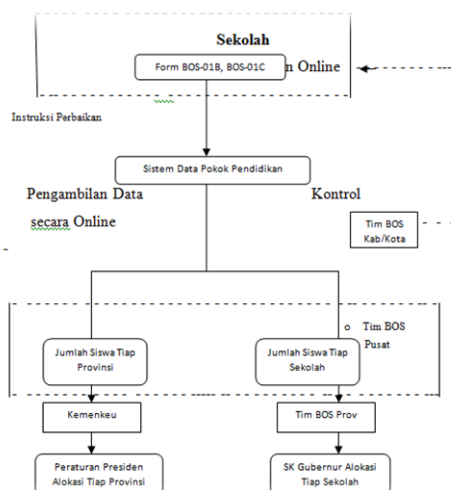 Sekolah
Form BOS-01B, BOS-01C
n Online
Instruksi Perbaikan
Sistem Data Pokok Pendidikan
Pengambilan Data
secara Online
Kontrol
Tim BOS
Kab/Kota
o Tim BOS
Pusat
Jumlah Siswa Tiap
Provinsi
Jumlah Siswa Tiap
Sekolah
Kemenkeu
Tim BOS Prov
Peraturan Presiden
Alokasi Tiap Provinsi
SK Gubernur Alokasi
Tiap Sekolah